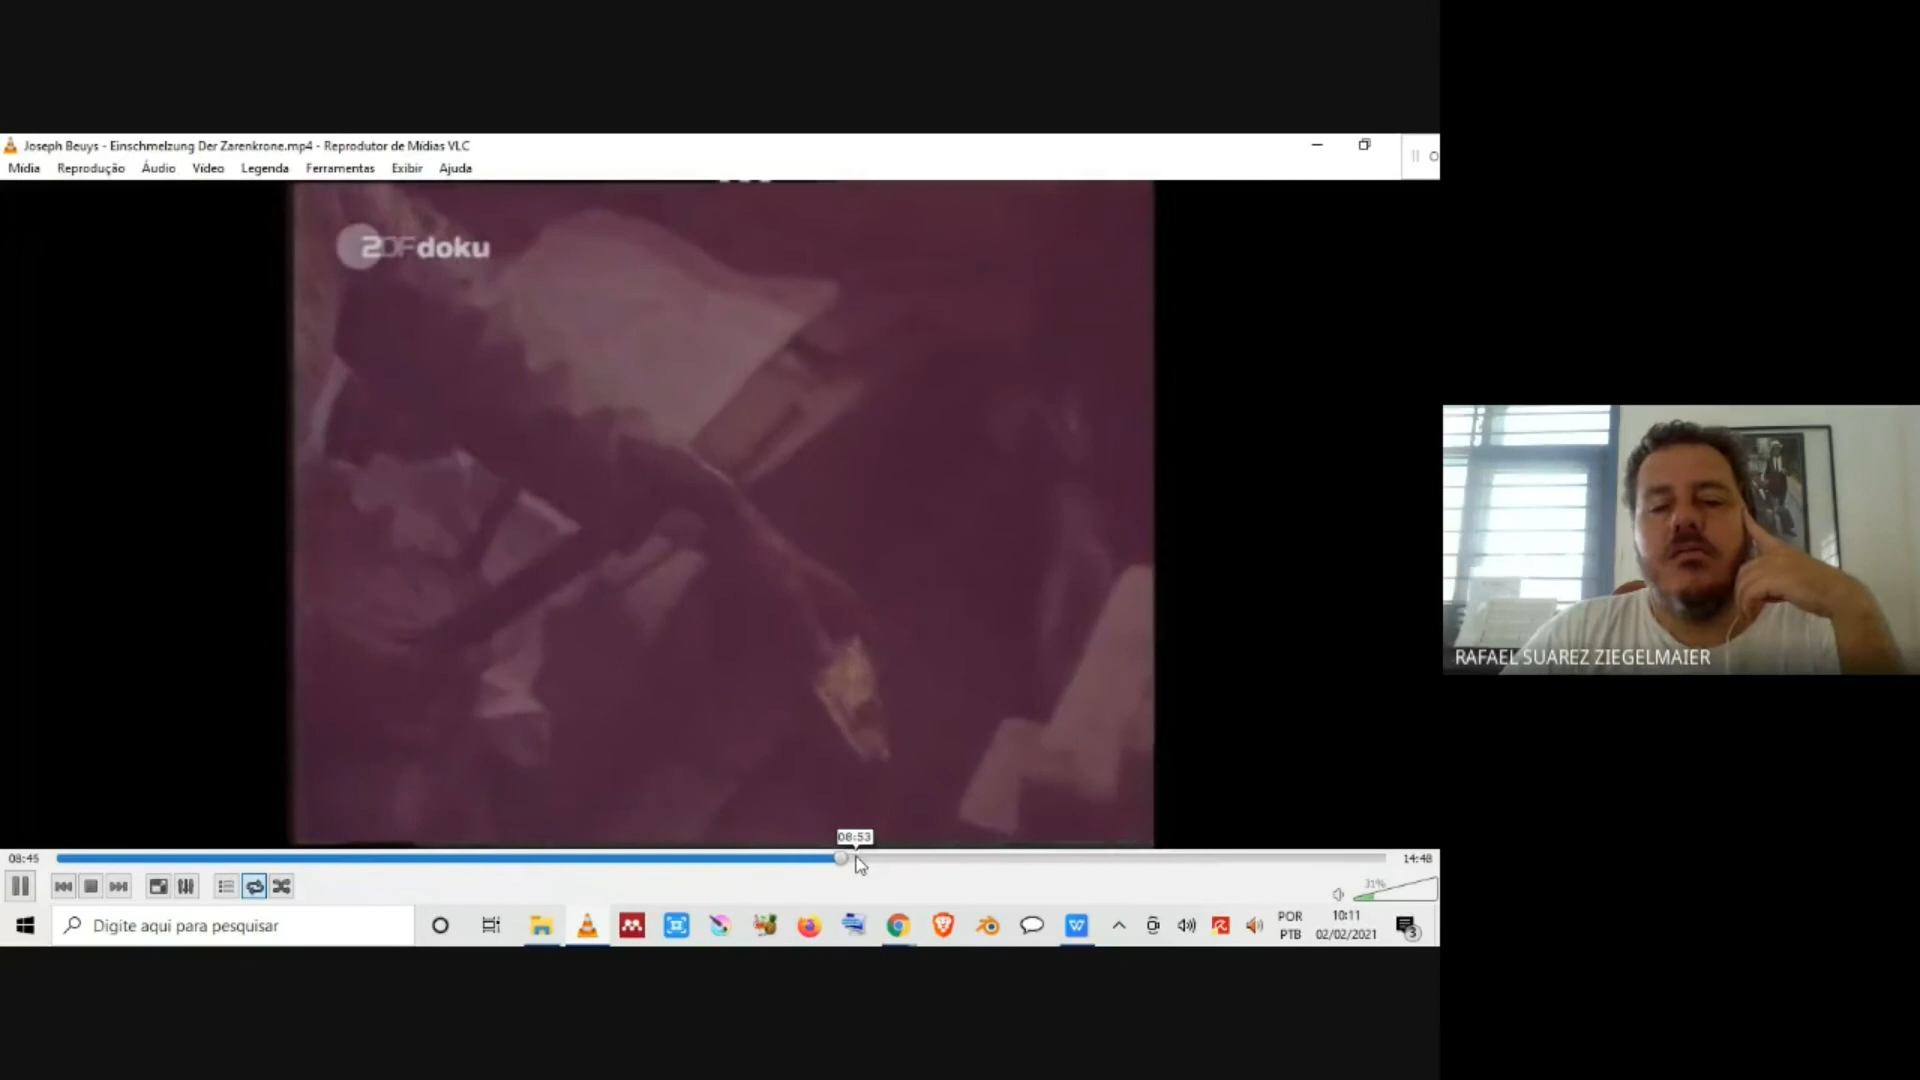 Joseph Beuys - Einschmelzung Der Zarenkrone.mp4 - Reprodutor de Mídias VLC
Mídia Reprodução Áudio Vídeo Legenda Ferramentas Exibir Ajuda
ZDFdoku
RAFAEL SUAREZ ZIEGELMAIER
08:53
08:45
14:48
31%
Digite aqui para pesquisar
POR
PTB
10:11
02/02/2021
3